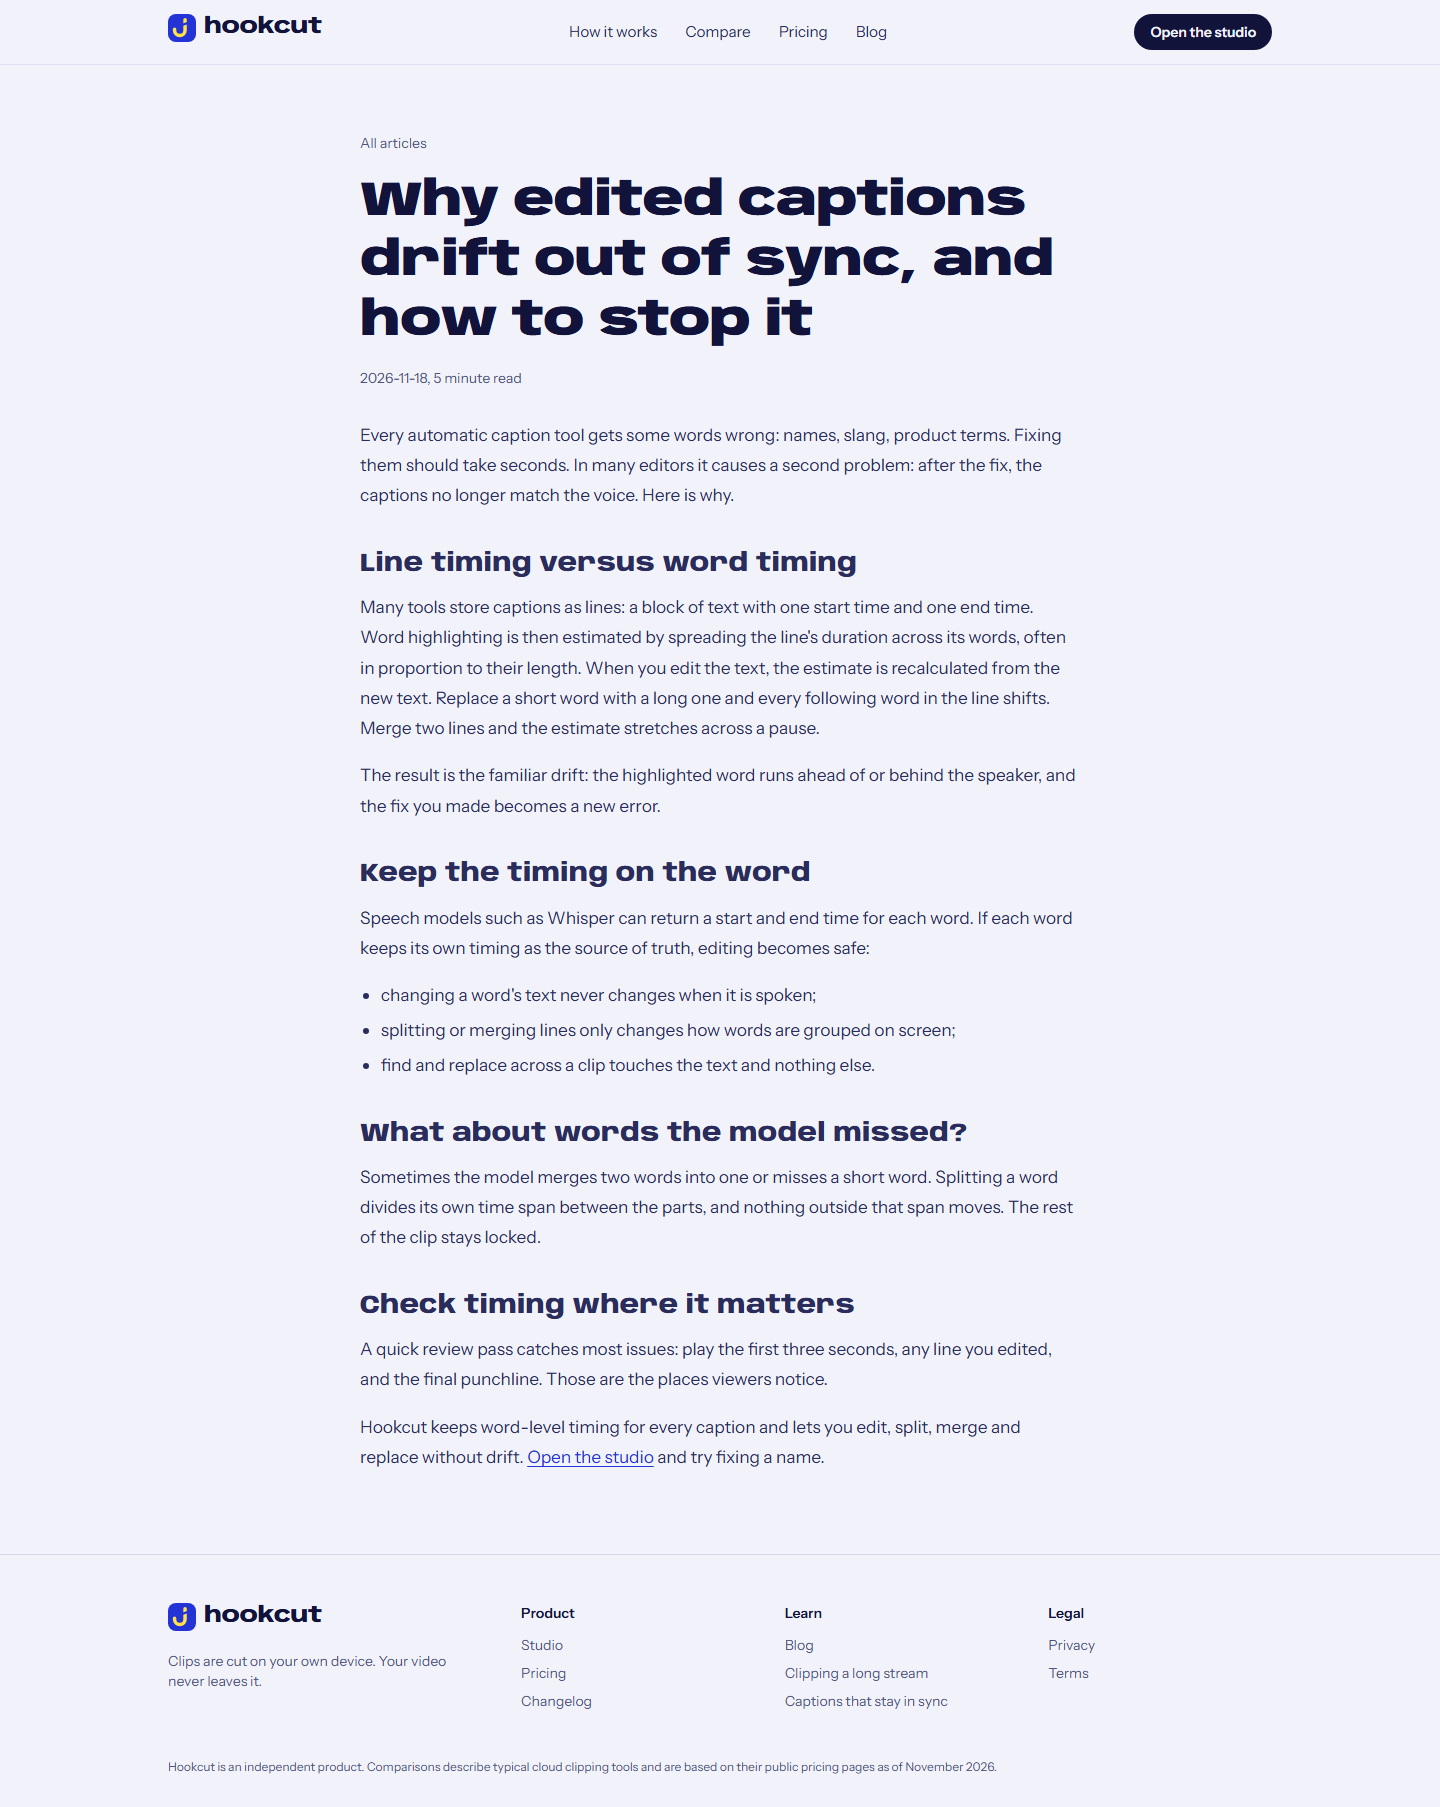 hookcut
How it works
Compare
Pricing
Blog
Open the studio
All articles
Why edited captions
drift out of sync, and
how to stop it
2026-11-18, 5 minute read
Every automatic caption tool gets some words wrong: names, slang, product terms. Fixing
them should take seconds. In many editors it causes a second problem: after the fix, the
captions no longer match the voice. Here is why.
Line timing versus word timing
Many tools store captions as lines: a block of text with one start time and one end time.
Word highlighting is then estimated by spreading the line's duration across its words, often
in proportion to their length. When you edit the text, the estimate is recalculated from the
new text. Replace a short word with a long one and every following word in the line shifts.
Merge two lines and the estimate stretches across a pause.
The result is the familiar drift: the highlighted word runs ahead of or behind the speaker, and
the fix you made becomes a new error.
Keep the timing on the word
Speech models such as Whisper can return a start and end time for each word. If each word
keeps its own timing as the source of truth, editing becomes safe:
• changing a word's text never changes when it is spoken;
• splitting or merging lines only changes how words are grouped on screen;
• find and replace across a clip touches the text and nothing else.
What about words the model missed?
Sometimes the model merges two words into one or misses a short word. Splitting a word
divides its own time span between the parts, and nothing outside that span moves. The rest
of the clip stays locked.
Check timing where it matters
A quick review pass catches most issues: play the first three seconds, any line you edited,
and the final punchline. Those are the places viewers notice.
Hookcut keeps word-level timing for every caption and lets you edit, split, merge and
replace without drift. Open the studio and try fixing a name.
hookcut
Clips are cut on your own device. Your video
never leaves it.
Product
Studio
Pricing
Changelog
Learn
Blog
Clipping a long stream
Captions that stay in sync
Legal
Privacy
Terms
Hookcut is an independent product. Comparisons describe typical cloud clipping tools and are based on their public pricing pages as of November 2026.